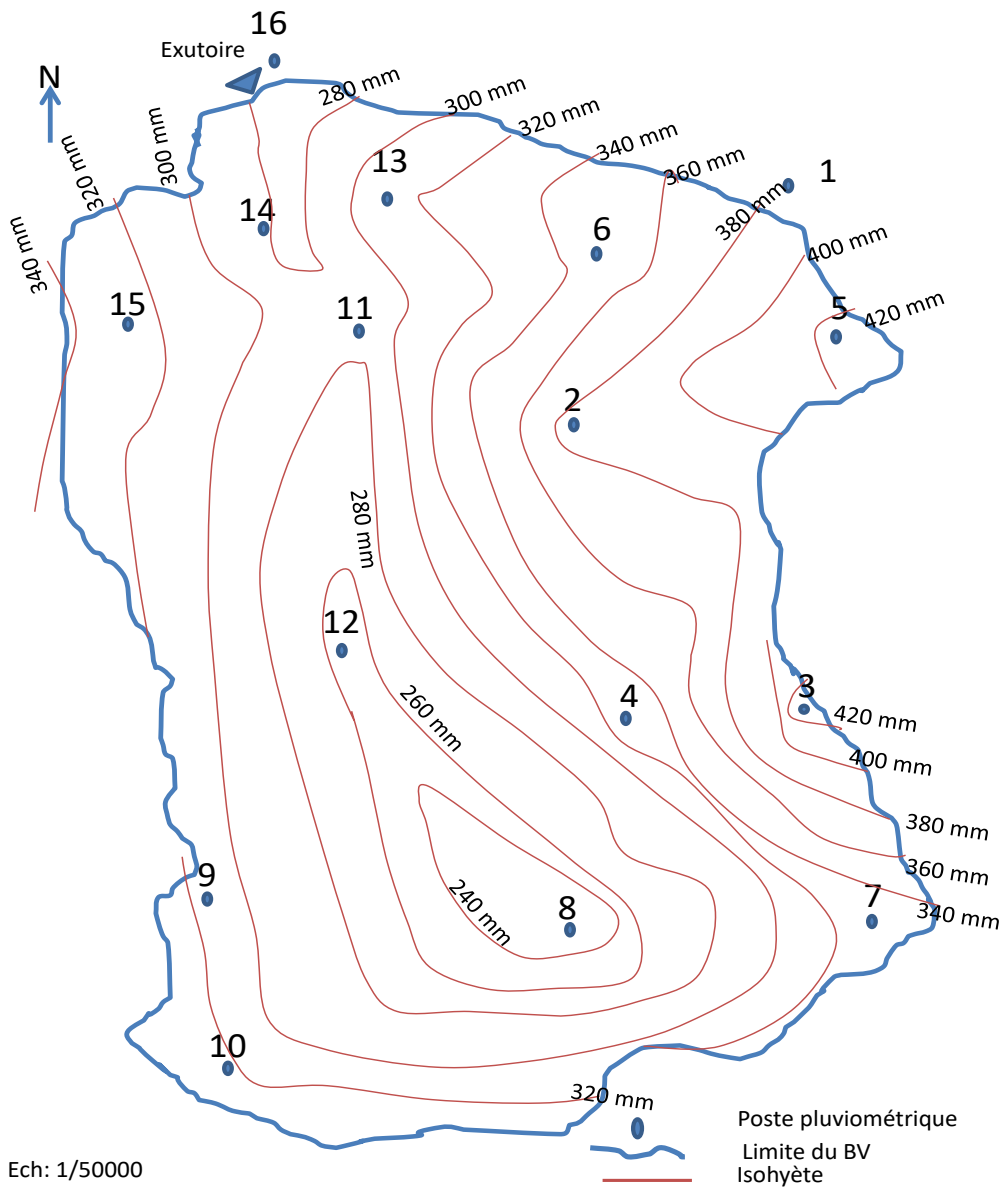 16
Exutoire
N
280 mm
300 mm
320 mm
340 mm
360 mm
380 mm
1
400 mm
420 mm
5
300 mm
320 mm
340 mm
13
14
6
15
11
2
280 mm
12
260 mm
4
3
420 mm
400 mm
380 mm
360 mm
340 mm
9
240 mm
8
7
10
320 mm
Poste pluviométrique
Limite du BV
Isohyète
Ech: 1/50000